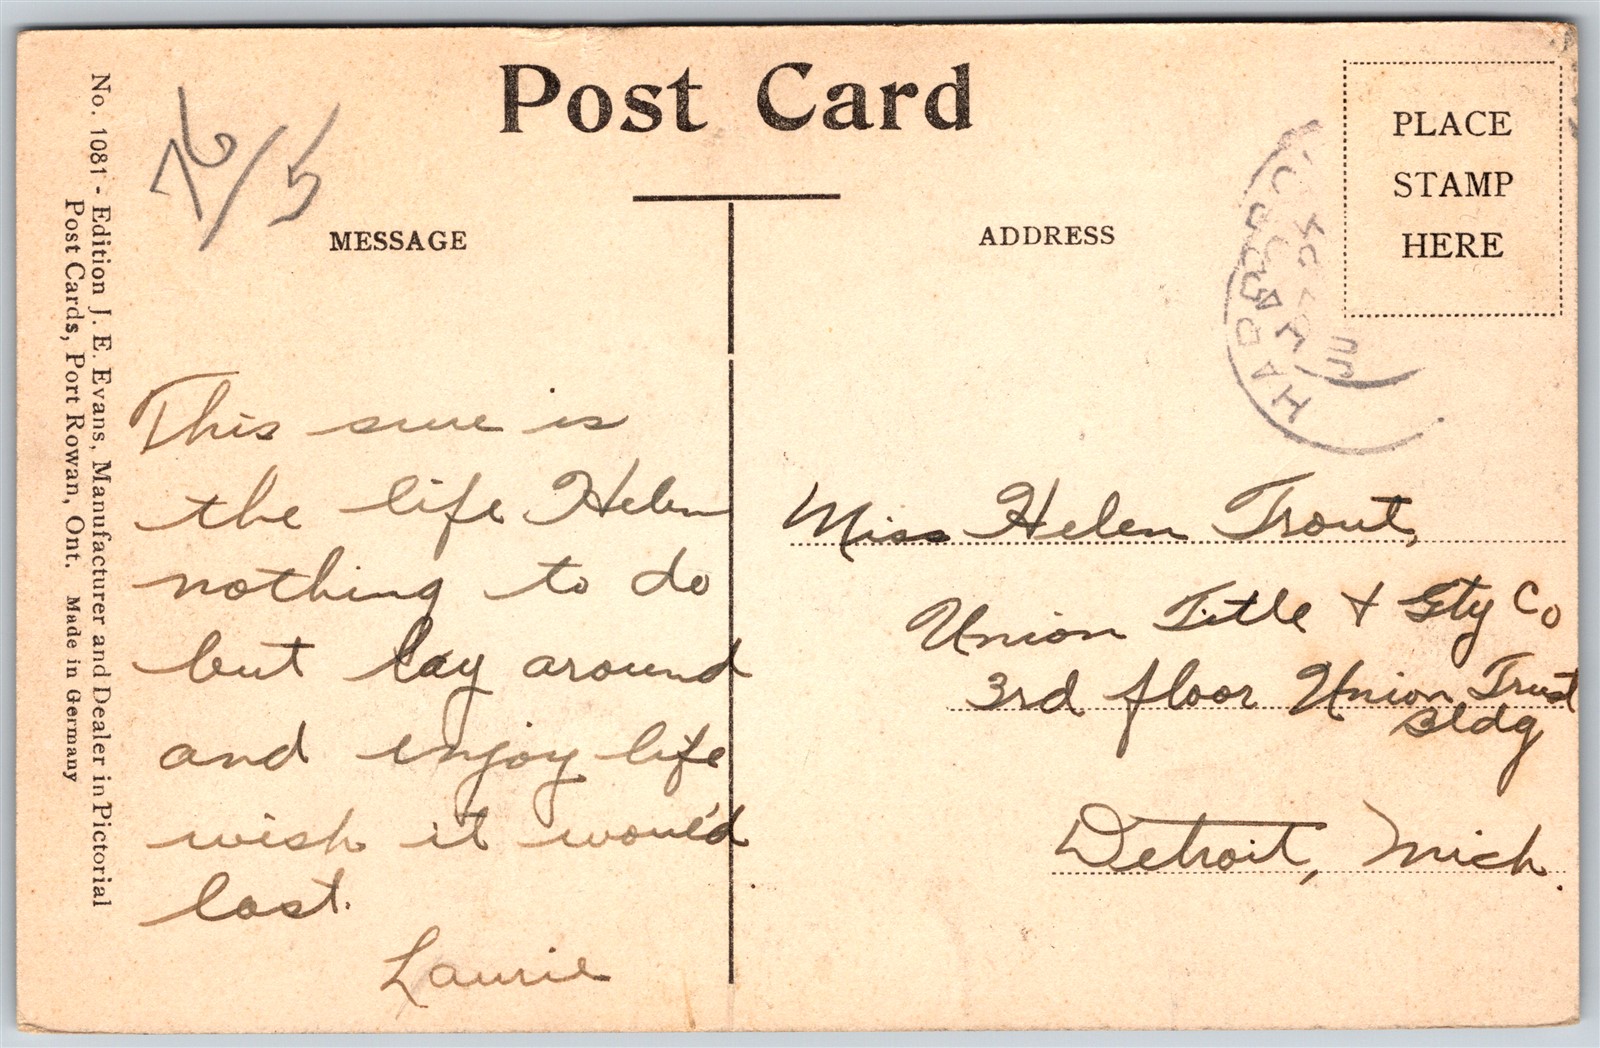 Post Card
PLACE
STAMP
HERE
MESSAGE
ADDRESS
No. 1081 - Edition J. E. Evans, Manufacturer and Dealer in Pictorial
Post Cards, Port Rowan, Ont. Made in Germany
This sure is
the life Helen
nothing to do
but lay around
and enjoy life
wish it would
last.
Laurie
Miss Helen Trout,
Union Title & Gty Co
3rd floor Union Trust
Bldg
Detroit, Mich.